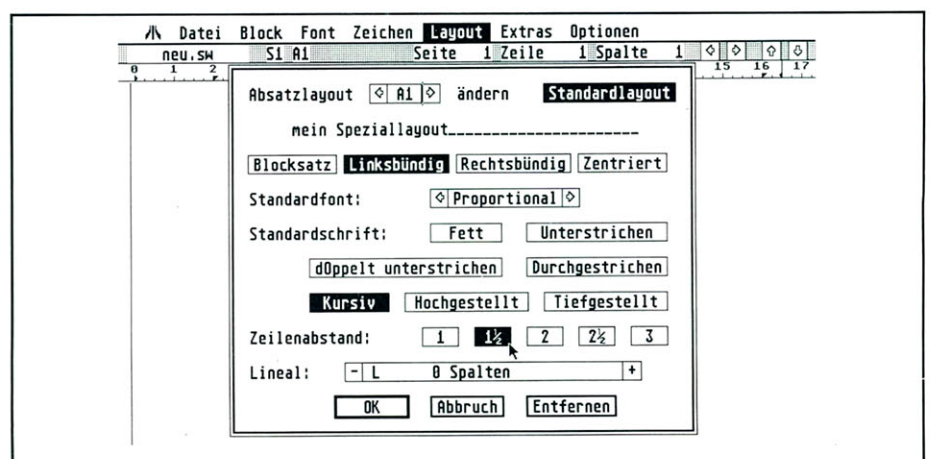 Datei Block Font Zeichen Layout Extras Optionen
neu.sw S1 A1 Seite 1 Zeile 1 Spalte 1
0 1 2 15 16 17
Absatzlayout A1 ändern Standardlayout
mein Speziallayout______________________
Blocksatz Linksbündig Rechtsbündig Zentriert
Standardfont: Proportional
Standardschrift: Fett Unterstrichen
dOppelt unterstrichen Durchgestrichen
Kursiv Hochgestellt Tiefgestellt
Zeilenabstand: 1 1½ 2 2½ 3
Lineal: - L 0 Spalten +
OK Abbruch Entfernen